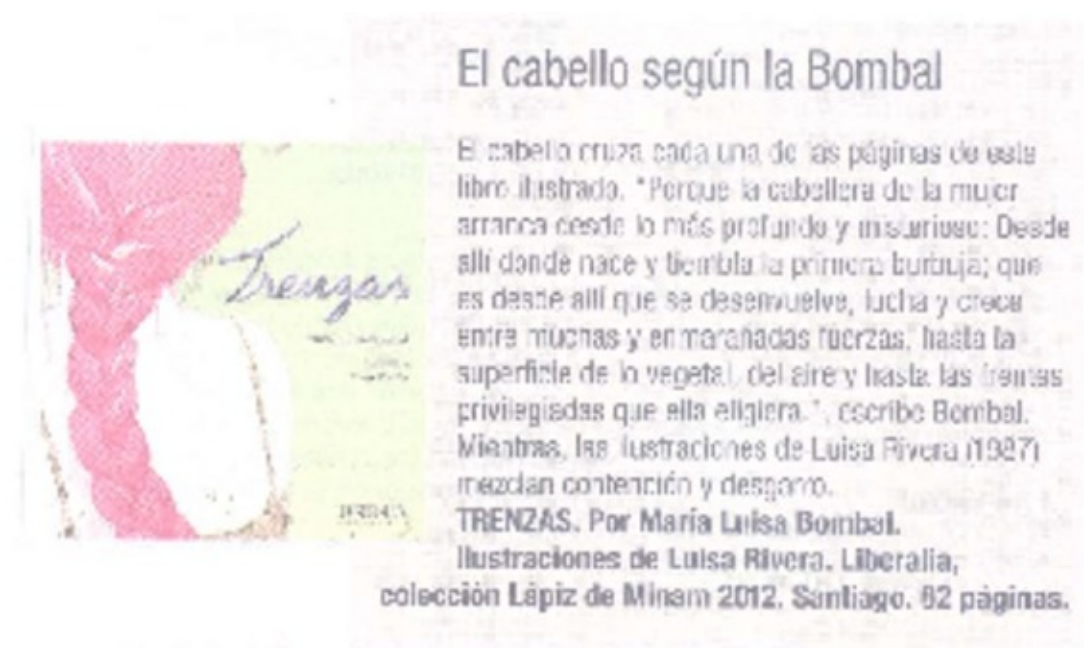 El cabello según la Bombal
El cabello cruza cada una de las páginas de este
libro ilustrado. "Porque la cabellera de la mujer
arranca desde lo más profundo y misterioso: Desde
allí donde nace y tiembla la primera burbuja; que
es desde allí que se desenvuelve, lucha y crece
entre muchas y enmarañadas fuerzas, hasta la
superficie de lo vegetal, del aire y hasta las frentes
privilegiadas que ella eligiera.", escribe Bombal.
Mientras, las ilustraciones de Luisa Rivera (1987)
mezclan contención y desgarro.
TRENZAS. Por María Luisa Bombal.
Ilustraciones de Luisa Rivera. Liberalia,
colección Lápiz de Minam 2012. Santiago. 62 páginas.
Trenzas